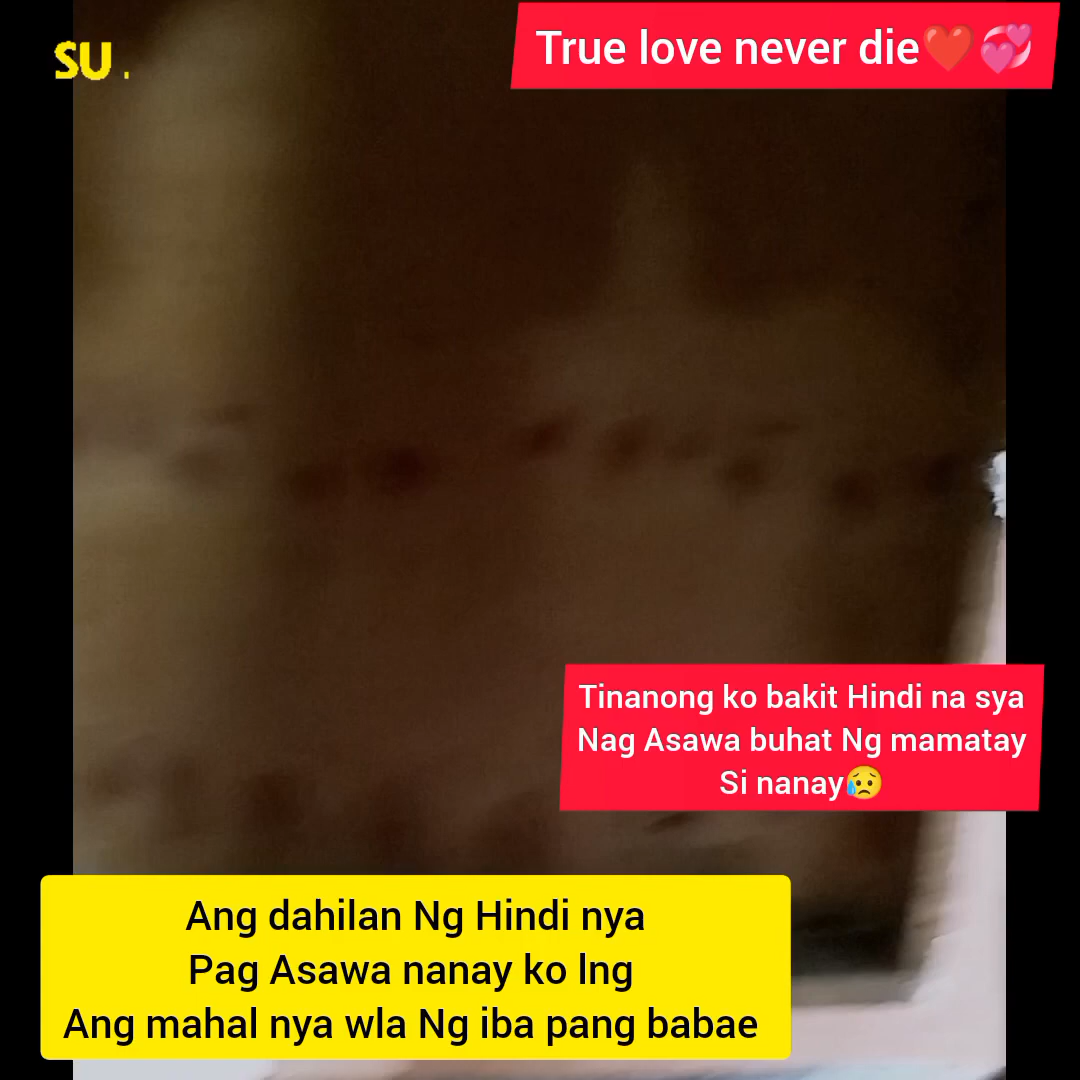 SU.
True love never die❤️💞
Tinanong ko bakit Hindi na sya
Nag Asawa buhat Ng mamatay
Si nanay😥
Ang dahilan Ng Hindi nya
Pag Asawa nanay ko lng
Ang mahal nya wla Ng iba pang babae